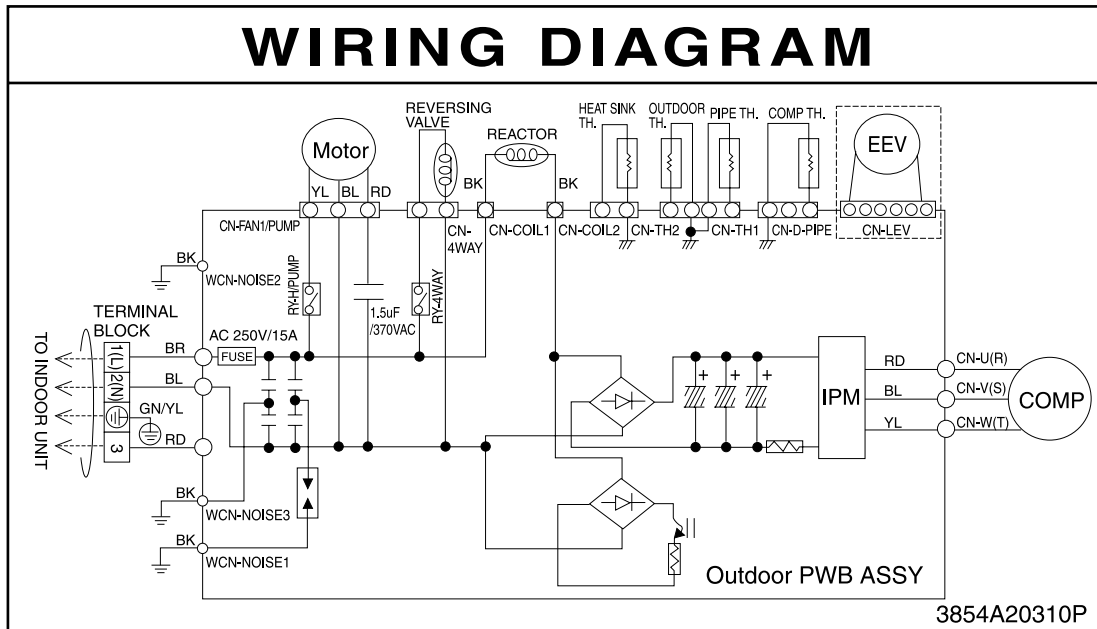 WIRING DIAGRAM
REVERSING
VALVE
REACTOR
HEAT SINK
TH.
OUTDOOR
TH.
PIPE TH.
COMP TH.
EEV
Motor
YL BL RD
BK
BK
CN-FAN1/PUMP
CN-
4WAY
CN-COIL1
CN-COIL2
CN-TH2
CN-TH1
CN-D-PIPE
CN-LEV
BK
WCN-NOISE2
RY-H/PUMP
1.5uF
/370VAC
RY-4WAY
TERMINAL
BLOCK
AC 250V/15A
FUSE
TO INDOOR UNIT
1(L)
2(N)
3
BR
BL
GN/YL
RD
+ + +
IPM
RD
BL
YL
CN-U(R)
CN-V(S)
CN-W(T)
COMP
BK
WCN-NOISE3
BK
WCN-NOISE1
Outdoor PWB ASSY
3854A20310P